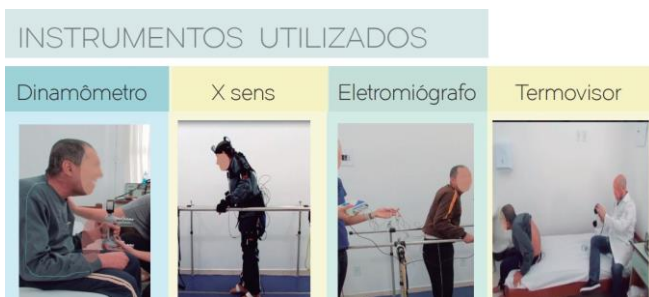 INSTRUMENTOS UTILIZADOS
Dinamômetro X sens Eletromiógrafo Termovisor